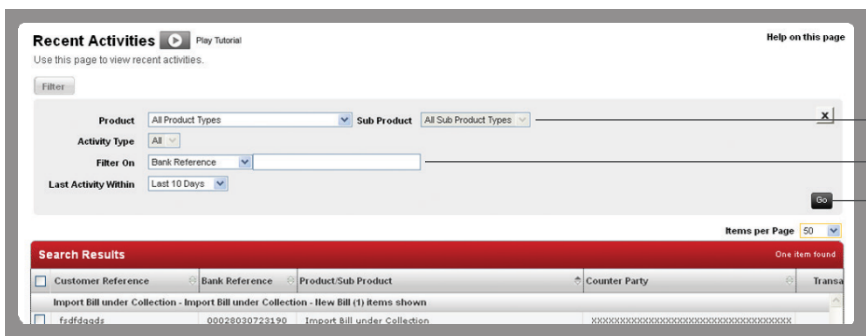 Recent Activities Play Tutorial Help on this page
Use this page to view recent activities.
Filter
Product All Product Types Sub Product All Sub Product Types X
Activity Type All
Filter On Bank Reference
Last Activity Within Last 10 Days
Go
Items per Page 50
Search Results One item found
Customer Reference Bank Reference Product/Sub Product Counter Party Transa
Import Bill under Collection - Import Bill under Collection - New Bill (1) items shown
00028030723190 Import Bill under Collection